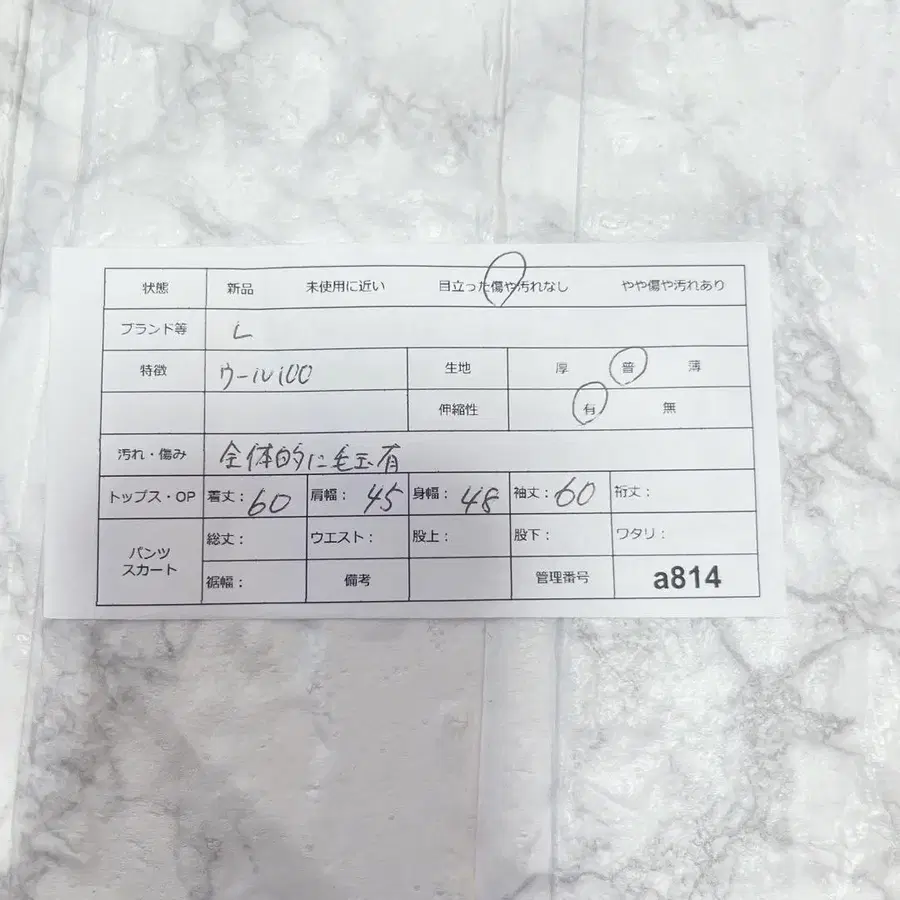 状態 新品 未使用に近い 目立った傷や汚れなし やや傷や汚れあり
ブランド等 L
特徴 ウール100 生地 厚 普 薄
伸縮性 有 無
汚れ・傷み 全体的に毛玉有
トップス・OP 着丈：60 肩幅：45 身幅：48 袖丈：60 裄丈：
パンツ スカート 総丈： ウエスト： 股上： 股下： ワタリ：
裾幅： 備考 管理番号 a814